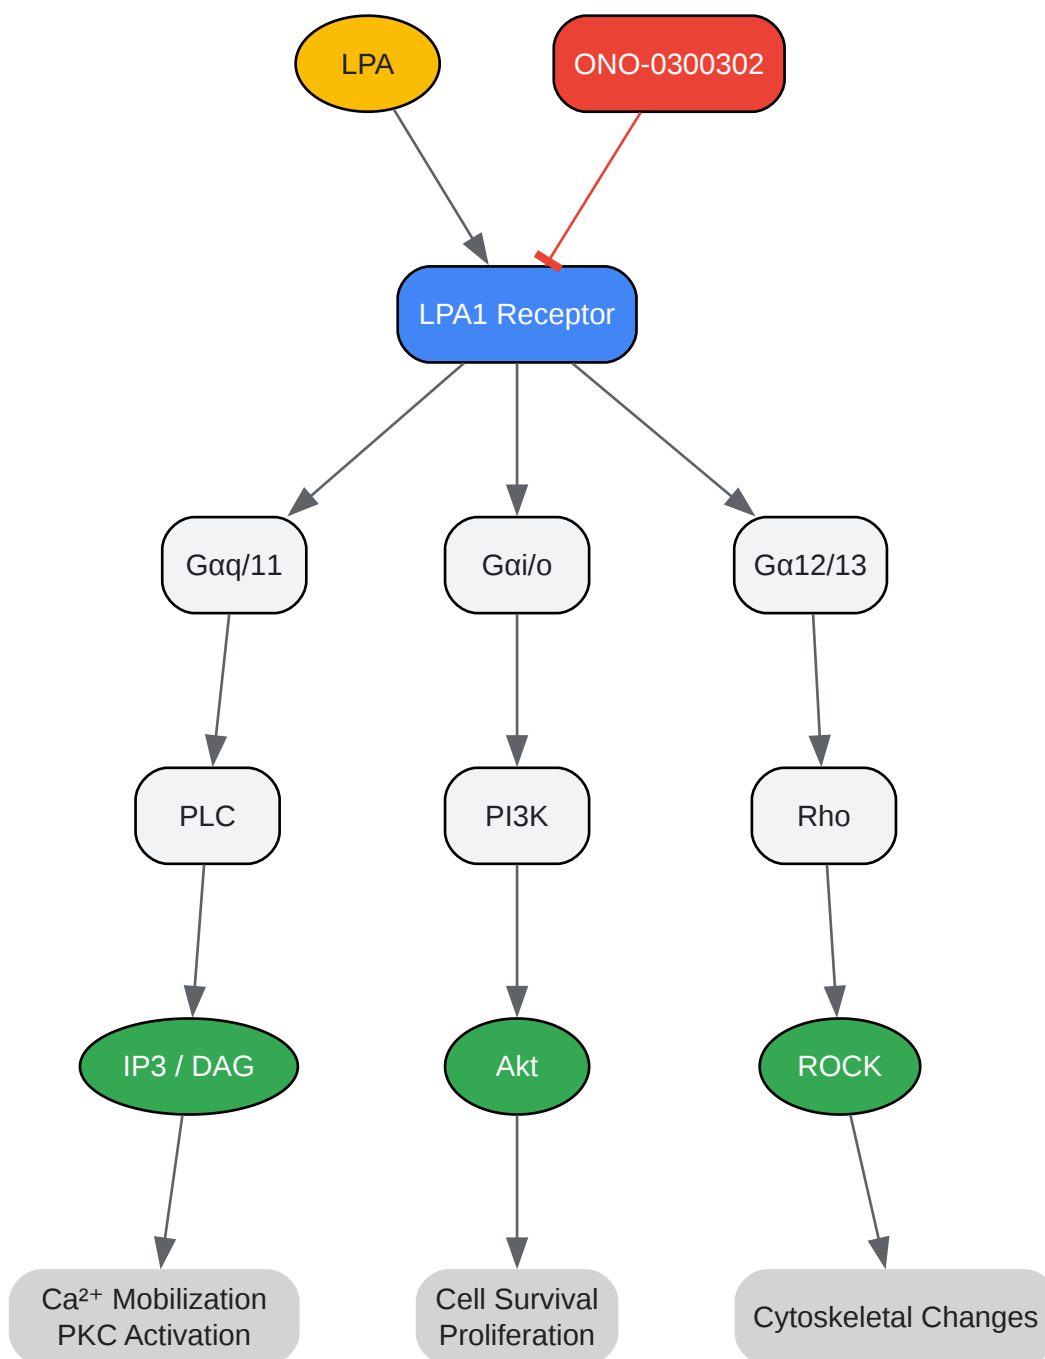 LPA
ONO-0300302
LPA1 Receptor
Gαq/11
Gαi/o
Gα12/13
PLC
PI3K
Rho
IP3 / DAG
Akt
ROCK
Ca²⁺ Mobilization
PKC Activation
Cell Survival
Proliferation
Cytoskeletal Changes